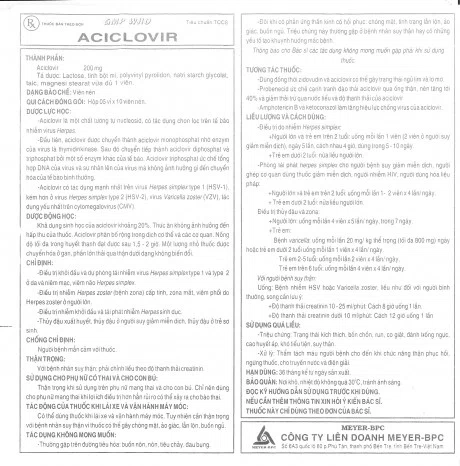 THUỐC BÁN THEO ĐƠN
GMP WHO
Tiêu chuẩn TCCS
ACICLOVIR
THÀNH PHẦN:
Aciclovir 200mg
Tá dược: Lactose, tinh bột mì, polyvinyl pyrolidon, natri starch glycolat,
talc, magnesi stearat vừa đủ 1 viên.
DẠNG BÀO CHẾ: Viên nén
QUI CÁCH ĐÓNG GÓI: Hộp 05 vỉ x 10 viên nén.
DƯỢC LỰC HỌC:
-Aciclovir là một chất tương tự nucleosid, có tác dụng chọn lọc trên tế bào
nhiễm virus Herpes.
-Đầu tiên, aciclovir được chuyển thành aciclovir monophosphat nhờ enzym
của virus là thymidinkinase. Sau đó chuyển tiếp thành aciclovir diphosphat và
triphosphat bởi một số enzym khác của tế bào. Aciclovir triphosphat ức chế tổng
hợp DNA của virus và sự nhân lên của virus mà không ảnh hưởng gì đến chuyển
hóa của tế bào bình thường.
-Aciclovir có tác dụng mạnh nhất trên virus Herpes simplex type 1 (HSV-1),
kém hơn ở virus Herpes simplex type 2 (HSV-2), virus Varicella zoster (VZV), tác
dụng yếu nhất trên cytomegalovirus (CMV).
DƯỢC ĐỘNG HỌC:
Khả dụng sinh học của aciclovir khoảng 20%. Thức ăn không ảnh hưởng đến
hấp thu của thuốc. Aciclovir phân bố rộng trong dịch cơ thể và các cơ quan. Nồng
độ tối đa trong huyết thanh đạt được sau 1,5 - 2 giờ. Một lượng nhỏ thuốc được
chuyển hóa ở gan, phần lớn thải qua thận dưới dạng không biến đổi.
CHỈ ĐỊNH:
-Điều trị khởi đầu và dự phòng tái nhiễm virus Herpes simplex type 1 và type 2
ở da và niêm mạc, viêm não Herpes simplex.
-Điều trị nhiễm Herpes zoster (bệnh zona) cấp tính, zona mắt, viêm phổi do
Herpes zoster ở người lớn.
-Điều trị nhiễm khởi đầu và tái phát nhiễm Herpes sinh dục.
-Thủy đậu xuất huyết, thủy đậu ở người suy giảm miễn dịch, thủy đậu ở trẻ sơ
sinh.
CHỐNG CHỈ ĐỊNH:
Người bệnh mẫn cảm với thuốc.
THẬN TRỌNG:
Với bệnh nhân suy thận: phải chỉnh liều theo độ thanh thải creatinin.
SỬ DỤNG CHO PHỤ NỮ CÓ THAI VÀ CHO CON BÚ:
Thận trọng khi sử dụng trên phụ nữ mang thai và cho con bú. Chỉ nên dùng
cho phụ nữ mang thai khi lợi ích điều trị hơn hẳn rủi ro có thể xảy ra cho bào thai.
TÁC ĐỘNG CỦA THUỐC KHI LÁI XE VÀ VẬN HÀNH MÁY MÓC:
Có thể dùng thuốc khi lái xe và vận hành máy móc. Tuy nhiên cần thận trọng
với bệnh nhân suy thận vì thuốc có thể gây chóng mặt, ảo giác, lẫn lộn, buồn ngủ.
TÁC DỤNG KHÔNG MONG MUỐN:
-Thường gặp trên đường tiêu hóa: buồn nôn, nôn, tiêu chảy, đau bụng.
-Đôi khi có phản ứng thần kinh có hồi phục: chóng mặt, tình trạng lẫn lộn, ảo
giác, buồn ngủ. Triệu chứng này thường gặp ở bệnh nhân suy thận hay có những
yếu tố tạo khuynh hướng mắc bệnh.
Thông báo cho Bác sĩ các tác dụng không mong muốn gặp phải khi sử dụng
thuốc.
TƯƠNG TÁC THUỐC:
-Dùng đồng thời zidovudin và aciclovir có thể gây trạng thái ngủ lịm và lơ mơ.
-Probenecid ức chế cạnh tranh đào thải aciclovir qua ống thận, nên tăng tới
40% và giảm thải trừ qua nước tiểu và độ thanh thải của aciclovir
-Amphotericin B và ketoconazol làm tăng hiệu lực chống virus của aciclovir.
LIỀU LƯỢNG VÀ CÁCH DÙNG:
-Điều trị do nhiễm Herpes simplex:
+Người lớn và trẻ em trên 2 tuổi: uống mỗi lần 1 viên (2 viên ở người suy
giảm miễn dịch), ngày 5 lần, cách nhau 4 giờ, dùng trong 5 - 10 ngày.
+Trẻ em dưới 2 tuổi: nửa liều người lớn.
-Phòng tái phát herpes simplex cho người bệnh suy giảm miễn dịch, người
ghép cơ quan dùng thuốc giảm miễn dịch, người nhiễm HIV, người dùng hóa liệu
pháp:
+Người lớn và trẻ em trên 2 tuổi: uống mỗi lần 1- 2 viên x 4 lần/ ngày.
+Trẻ em dưới 2 tuổi: nửa liều người lớn.
Điều trị thủy đậu và zona:
+Người lớn: uống mỗi lần 4 viên x 5 lần/ ngày, trong 7 ngày.
+Trẻ em:
Bệnh varicella: uống mỗi lần 20 mg/ kg thể trọng (tối đa 800 mg) ngày
hoặc trẻ em dưới 2 tuổi uống mỗi lần 1 viên x 4 lần/ ngày.
Trẻ em 2-5 tuổi: uống mỗi lần 2 viên x 4 lần/ ngày.
Trẻ em trên 6 tuổi: uống mỗi lần 4 viên x 4 lần/ ngày
Với người bệnh suy thận:
Uống: Bệnh nhiễm HSV hoặc Varicella zoster, liều như đối với người bình
thường, song cần lưu ý:
+Độ thanh thải creatinin 10 - 25 ml/phút: Cách 8 giờ uống 1 lần
+Độ thanh thải creatinin dưới 10 ml/phút: Cách 12 giờ uống 1 lần
SỬ DỤNG QUÁ LIỀU:
-Triệu chứng: Trạng thái kích thích, bồn chồn, run, co giật, đánh trống ngực,
cao huyết áp, khó tiểu tiện, suy thận.
-Xử lý: Thẩm tách máu người bệnh cho đến khi chức năng thận phục hồi,
ngừng thuốc, cho truyền nước và điện giải.
HẠN DÙNG: 36 tháng kể từ ngày sản xuất.
BẢO QUẢN: Nơi khô, nhiệt độ không quá 30°C, tránh ánh sáng.
ĐỌC KỸ HƯỚNG DẪN SỬ DỤNG TRƯỚC KHI DÙNG.
NẾU CẦN THÊM THÔNG TIN XIN HỎI Ý KIẾN BÁC SĨ.
THUỐC NÀY CHỈ DÙNG THEO ĐƠN CỦA BÁC SĨ.
MEYER-BPC
MEYER-BPC
CÔNG TY LIÊN DOANH MEYER-BPC
Số 6A3 quốc lộ 60 p.Phú Tân, thành phố Bến Tre, tỉnh Bến Tre, Việt Nam